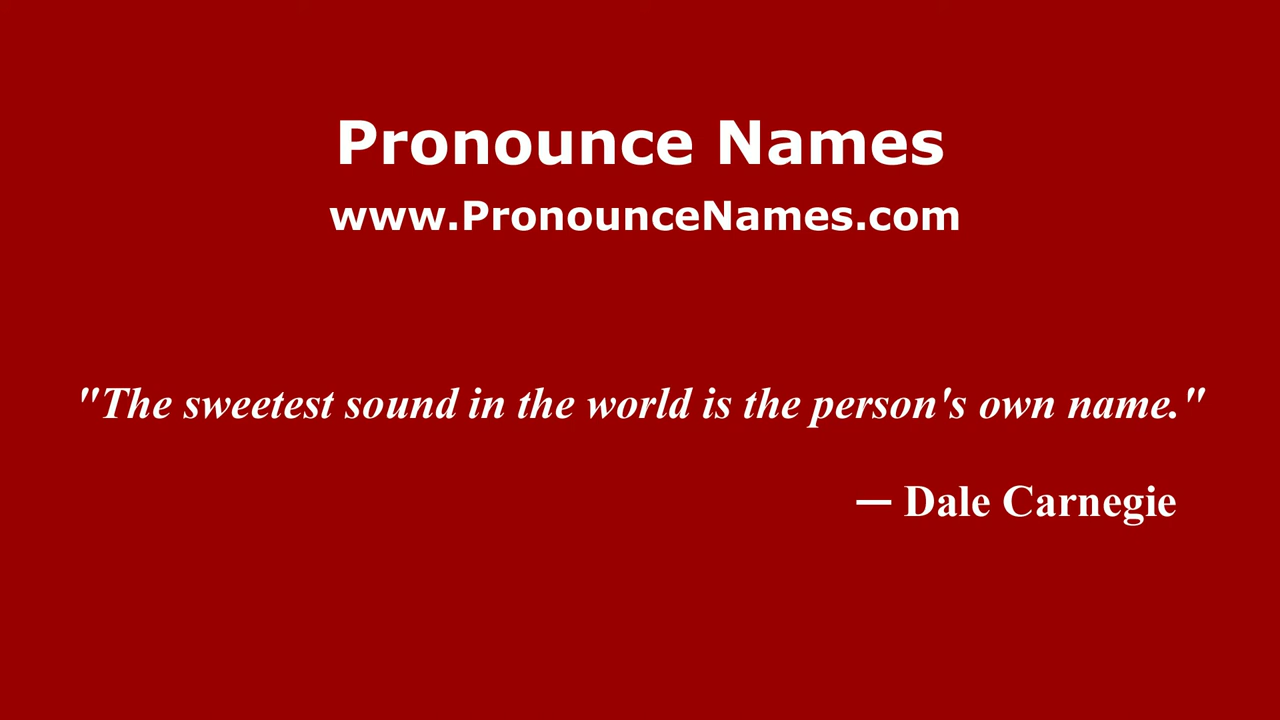 Pronounce Names
www.PronounceNames.com
"The sweetest sound in the world is the person's own name."
— Dale Carnegie